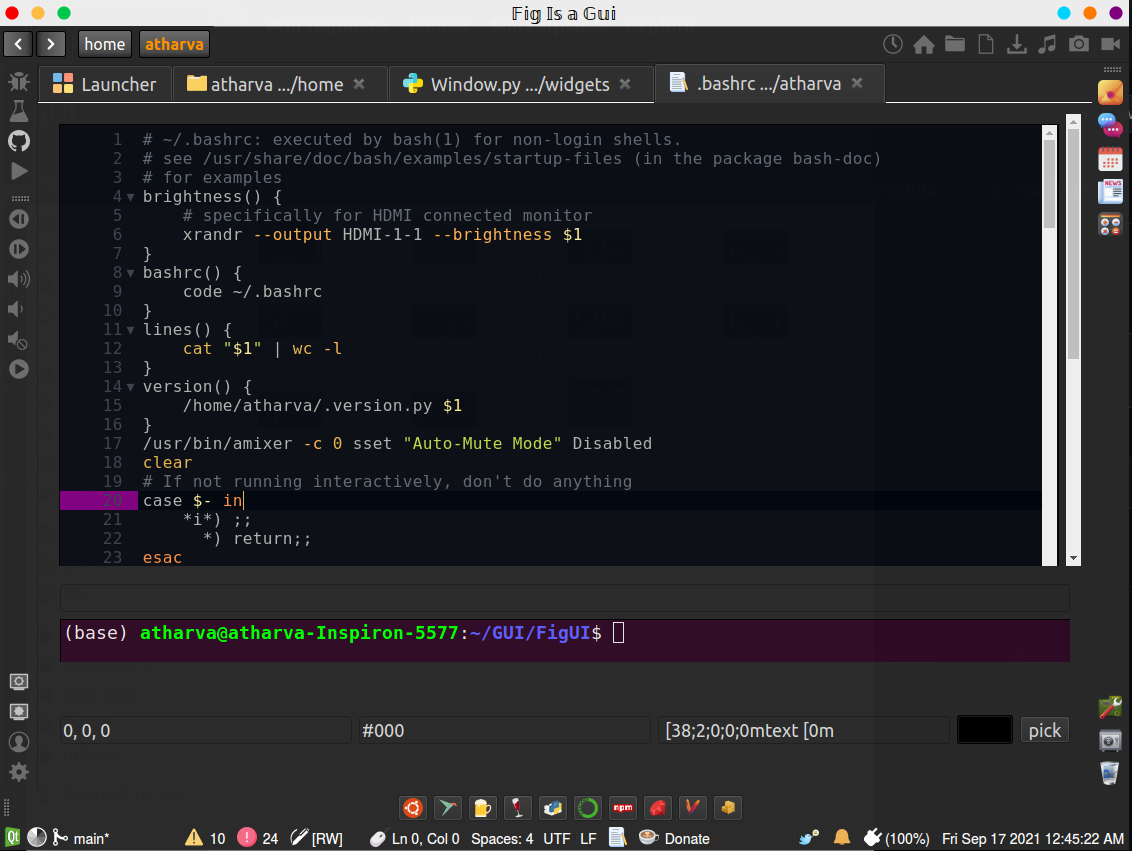 Fig Is a Gui
home atharva
Launcher
atharva .../home
Window.py .../widgets
.bashrc .../atharva
1 # ~/.bashrc: executed by bash(1) for non-login shells.
2 # see /usr/share/doc/bash/examples/startup-files (in the package bash-doc)
3 # for examples
4 brightness() {
5     # specifically for HDMI connected monitor
6     xrandr --output HDMI-1-1 --brightness $1
7 }
8 bashrc() {
9     code ~/.bashrc
10 }
11 lines() {
12     cat "$1" | wc -l
13 }
14 version() {
15     /home/atharva/.version.py $1
16 }
17 /usr/bin/amixer -c 0 sset "Auto-Mute Mode" Disabled
18 clear
19 # If not running interactively, don't do anything
20 case $- in
21     *i*) ;;
22       *) return;;
23 esac
(base) atharva@atharva-Inspiron-5577:~/GUI/FigUI$
0, 0, 0
#000
[38;2;0;0;0mtext [0m
pick
NEWS
npm
Qt main* 10 24 [RW] Ln 0, Col 0 Spaces: 4 UTF LF Donate (100%) Fri Sep 17 2021 12:45:22 AM